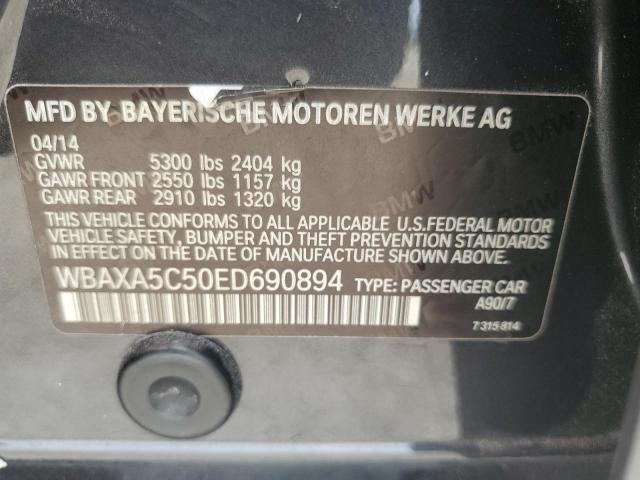 MFD BY BAYERISCHE MOTOREN WERKE AG
04/14
GVWR 5300 lbs 2404 kg
GAWR FRONT 2550 lbs 1157 kg
GAWR REAR 2910 lbs 1320 kg
THIS VEHICLE CONFORMS TO ALL APPLICABLE U.S.FEDERAL MOTOR
VEHICLE SAFETY, BUMPER AND THEFT PREVENTION STANDARDS
IN EFFECT ON THE DATE OF MANUFACTURE SHOWN ABOVE.
WBAXA5C50ED690894 TYPE: PASSENGER CAR
A90/7
7 315 814